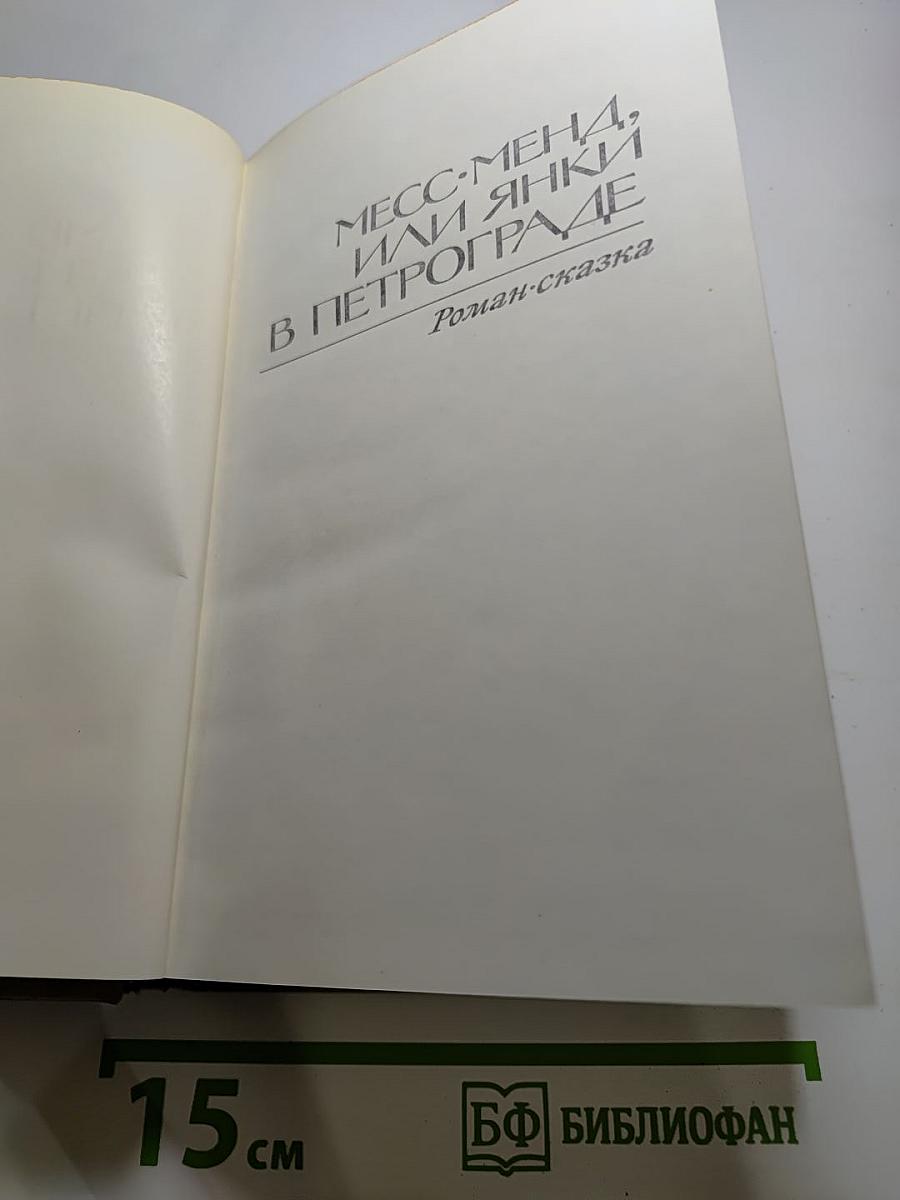 МЕСС-МЕНД,
ИЛИ ЯНКИ
В ПЕТРОГРАДЕ
Роман-сказка
15 см
БФ БИБЛИОФАН